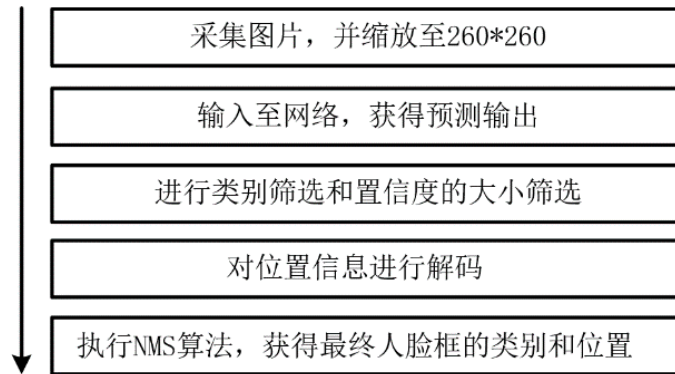 采集图片，并缩放至260*260
输入至网络，获得预测输出
进行类别筛选和置信度的大小筛选
对位置信息进行解码
执行NMS算法，获得最终人脸框的类别和位置